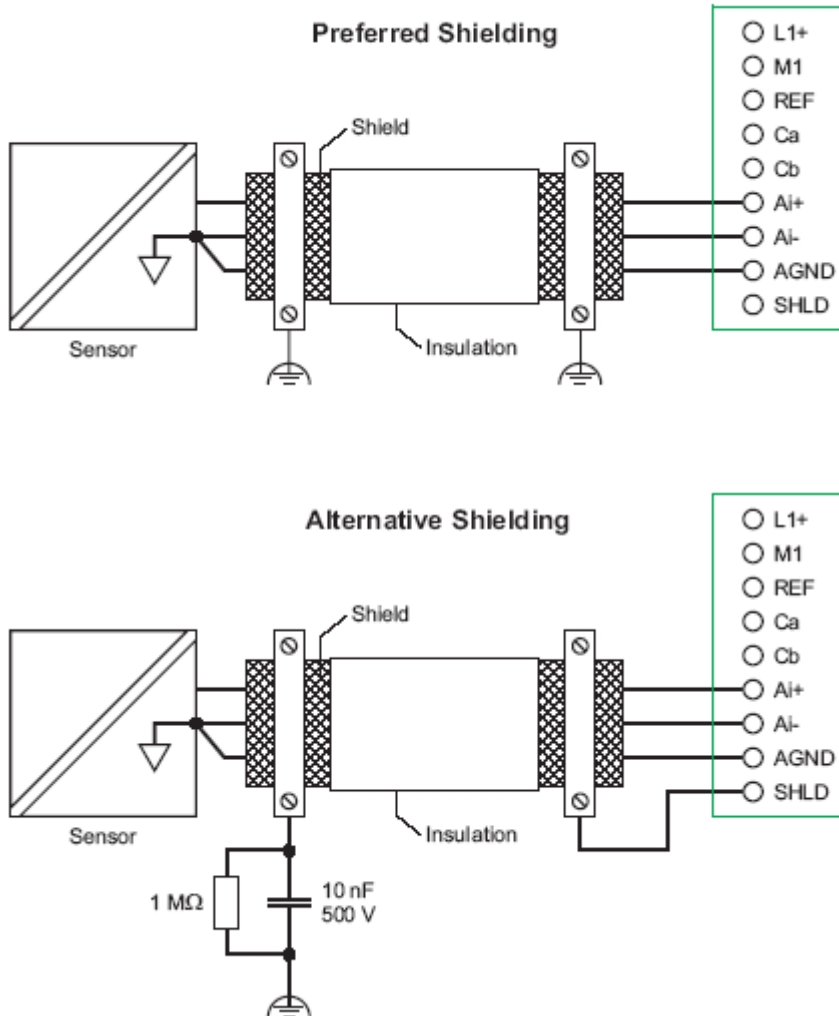 Preferred Shielding
L1+
M1
REF
Ca
Cb
Ai+
Ai-
AGND
SHLD
Shield
Sensor
Insulation
Alternative Shielding
L1+
M1
REF
Ca
Cb
Ai+
Ai-
AGND
SHLD
Shield
Sensor
Insulation
1 MΩ
10 nF
500 V